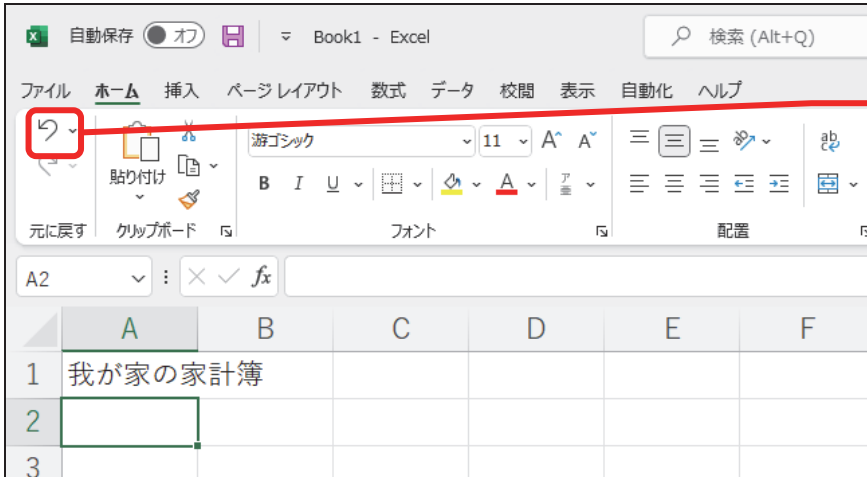 自動保存 オフ Book1 - Excel 検索 (Alt+Q)
ファイル ホーム 挿入 ページ レイアウト 数式 データ 校閲 表示 自動化 ヘルプ
貼り付け 游ゴシック 11 A A ab
B I U A ア亜
元に戻す クリップボード フォント 配置
A2 fx
A B C D E F
1 我が家の家計簿
2
3